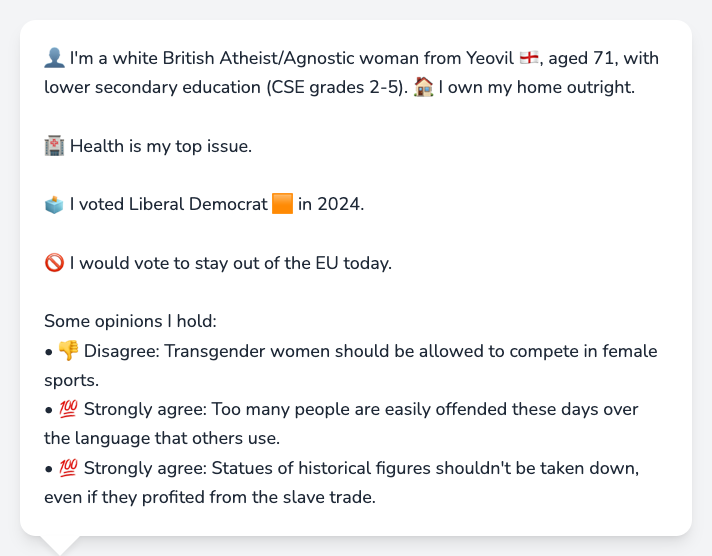 👤 I'm a white British Atheist/Agnostic woman from Yeovil 🏴󠁧󠁢󠁥󠁮󠁧󠁿, aged 71, with
lower secondary education (CSE grades 2-5). 🏠 I own my home outright.
🏥 Health is my top issue.
🗳️ I voted Liberal Democrat 🟧 in 2024.
🚫 I would vote to stay out of the EU today.
Some opinions I hold:
• 👎 Disagree: Transgender women should be allowed to compete in female
sports.
• 💯 Strongly agree: Too many people are easily offended these days over
the language that others use.
• 💯 Strongly agree: Statues of historical figures shouldn't be taken down,
even if they profited from the slave trade.